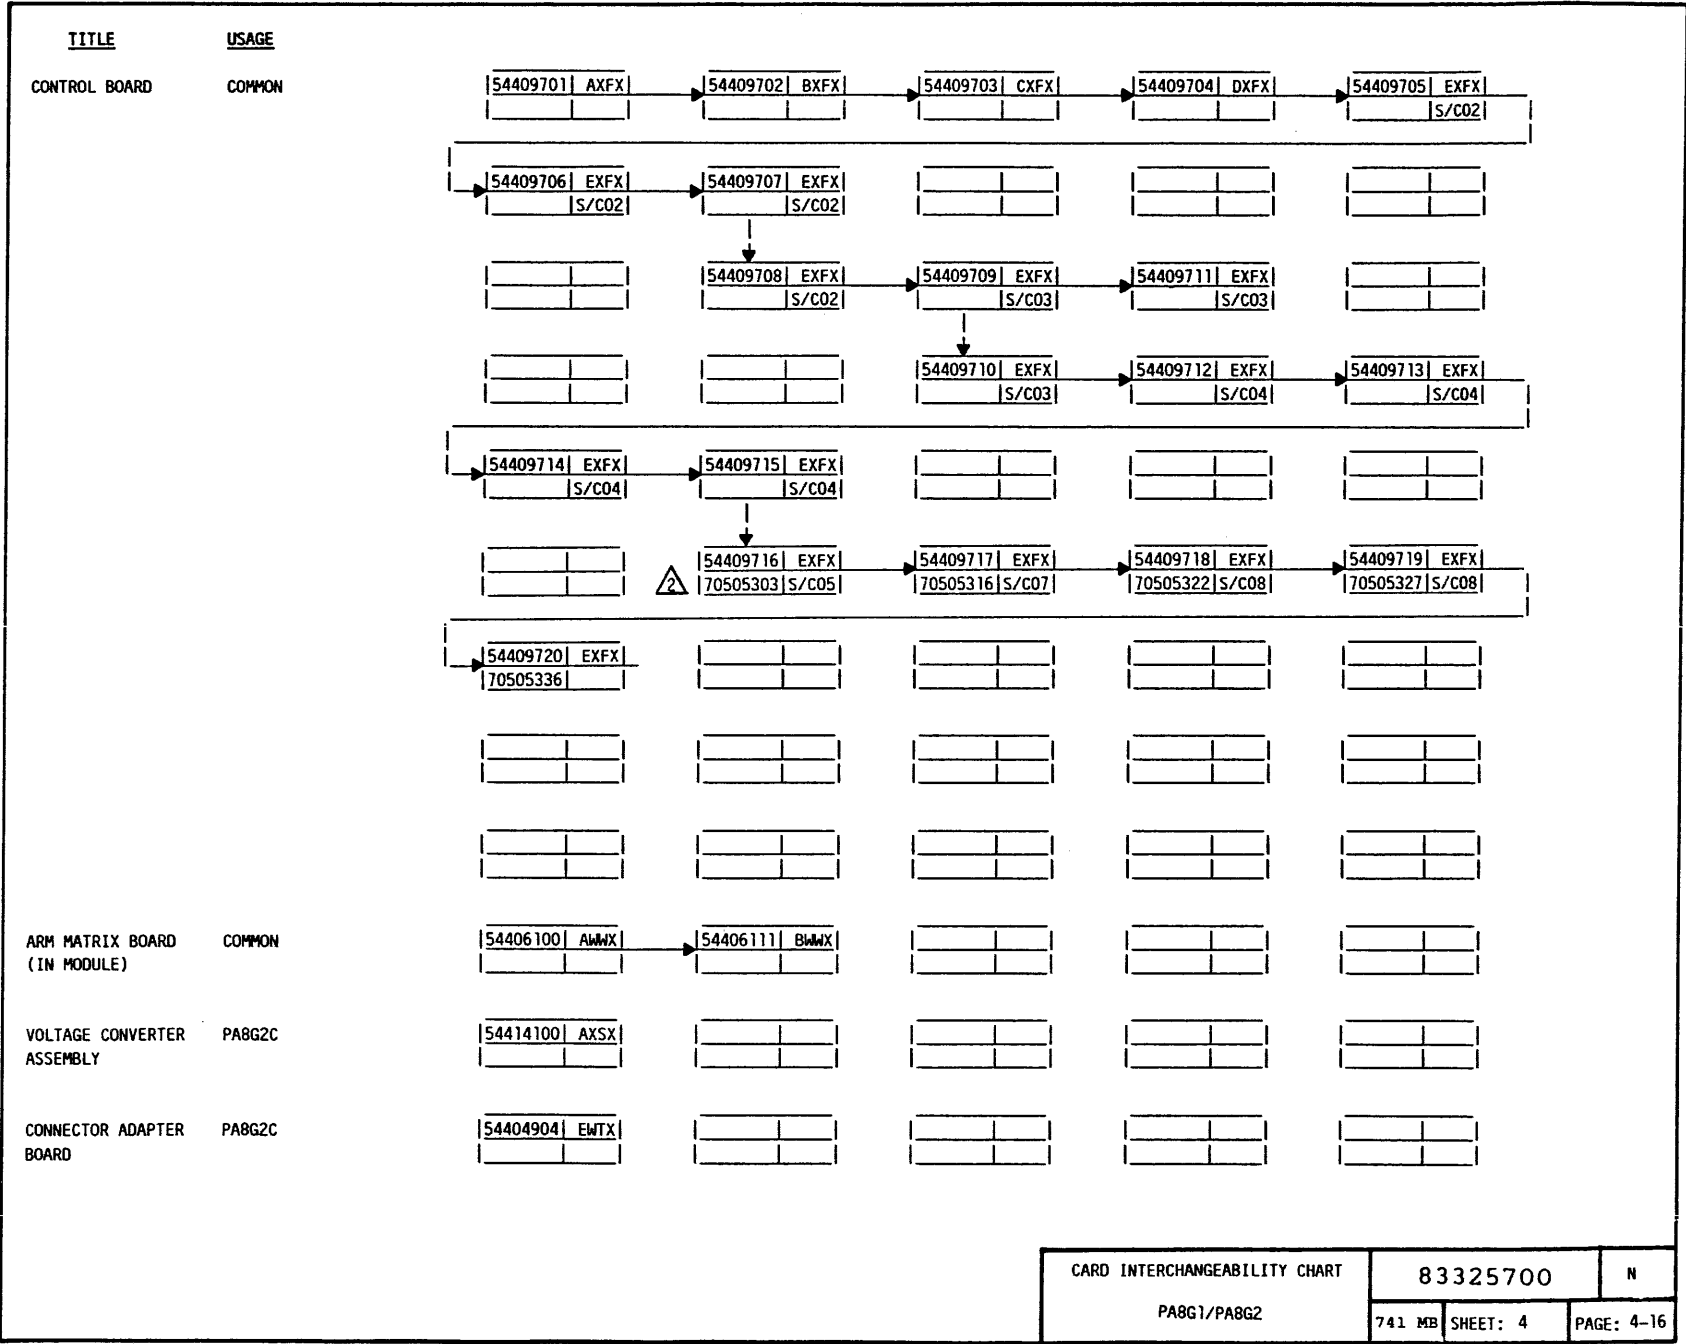 TITLE USAGE
CONTROL BOARD COMMON
54409701 AXFX 54409702 BXFX 54409703 CXFX 54409704 DXFX 54409705 EXFX
S/C02
54409706 EXFX 54409707 EXFX
S/C02 S/C02
54409708 EXFX 54409709 EXFX 54409711 EXFX
S/C02 S/C03 S/C03
54409710 EXFX 54409712 EXFX 54409713 EXFX
S/C03 S/C04 S/C04
54409714 EXFX 54409715 EXFX
S/C04 S/C04
54409716 EXFX 54409717 EXFX 54409718 EXFX 54409719 EXFX
2 70505303 S/C05 70505316 S/C07 70505322 S/C08 70505327 S/C08
54409720 EXFX
70505336
ARM MATRIX BOARD COMMON 54406100 AWWX 54406111 BWWX
(IN MODULE)
VOLTAGE CONVERTER PA8G2C 54414100 AXSX
ASSEMBLY
CONNECTOR ADAPTER PA8G2C 54404904 EWTX
BOARD
CARD INTERCHANGEABILITY CHART 83325700 N
PA8G1/PA8G2
741 MB SHEET: 4 PAGE: 4-16